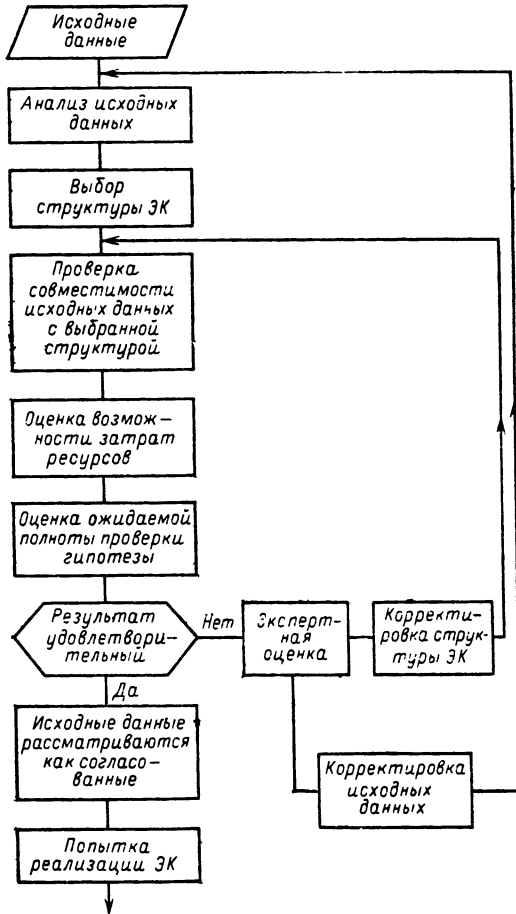 Исходные
данные
Анализ исходных
данных
Выбор
структуры ЭК
Проверка
совместимости
исходных данных
с выбранной
структурой
Оценка возмож-
ности затрат
ресурсов
Оценка ожидаемой
полноты проверки
гипотезы
Результат
удовлетвори-
тельный
Нет
Эксперт-
ная
оценка
Корректи-
ровка струк-
туры ЭК
Да
Исходные данные
рассматриваются
как согласо-
ванные
Корректировка
исходных
данных
Попытка
реализации ЭК